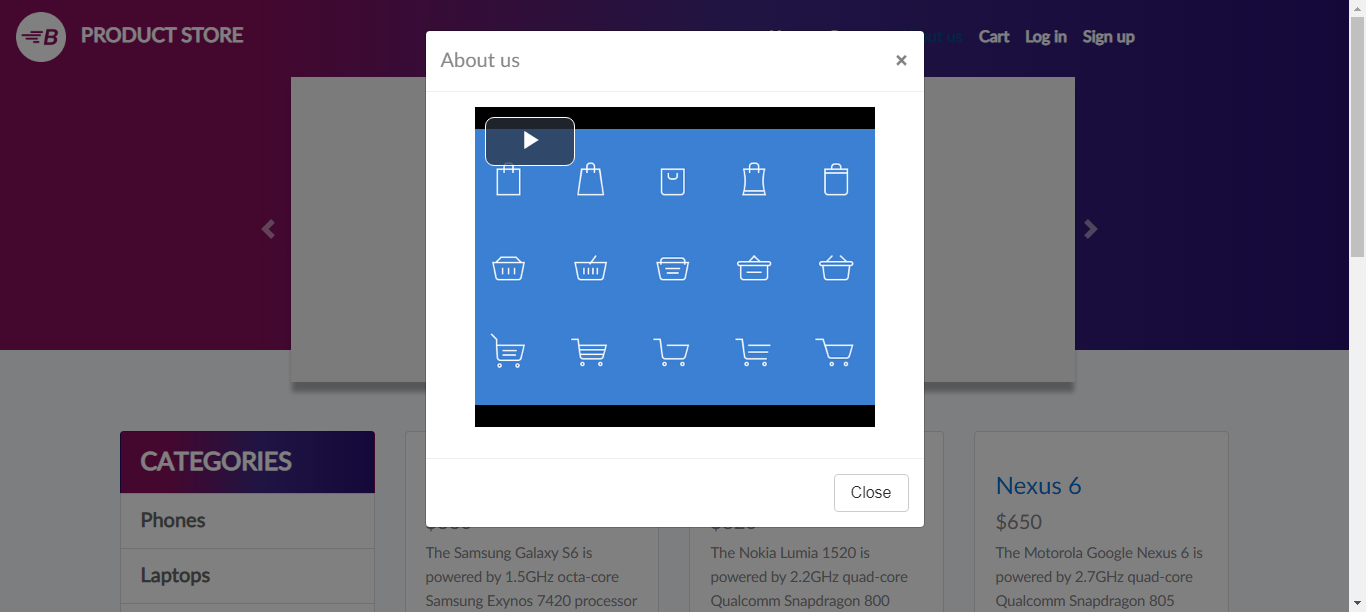 B PRODUCT STORE
Cart Log in Sign up
About us ×
Close
CATEGORIES
Phones
Laptops
The Samsung Galaxy S6 is
powered by 1.5GHz octa-core
Samsung Exynos 7420 processor
The Nokia Lumia 1520 is
powered by 2.2GHz quad-core
Qualcomm Snapdragon 800
Nexus 6
$650
The Motorola Google Nexus 6 is
powered by 2.7GHz quad-core
Qualcomm Snapdragon 805